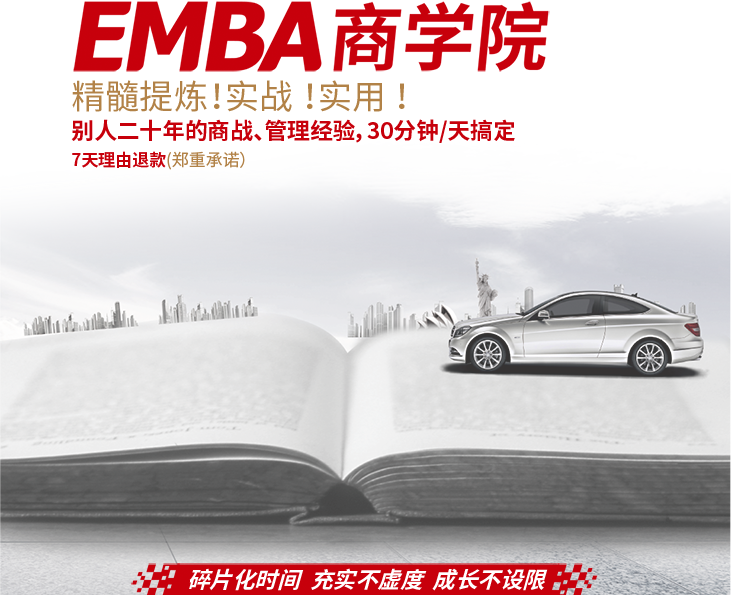 EMBA商学院
精髓提炼!实战!实用!
别人二十年的商战、管理经验, 30分钟/天搞定
7天理由退款(郑重承诺)
碎片化时间 充实不虚度 成长不设限